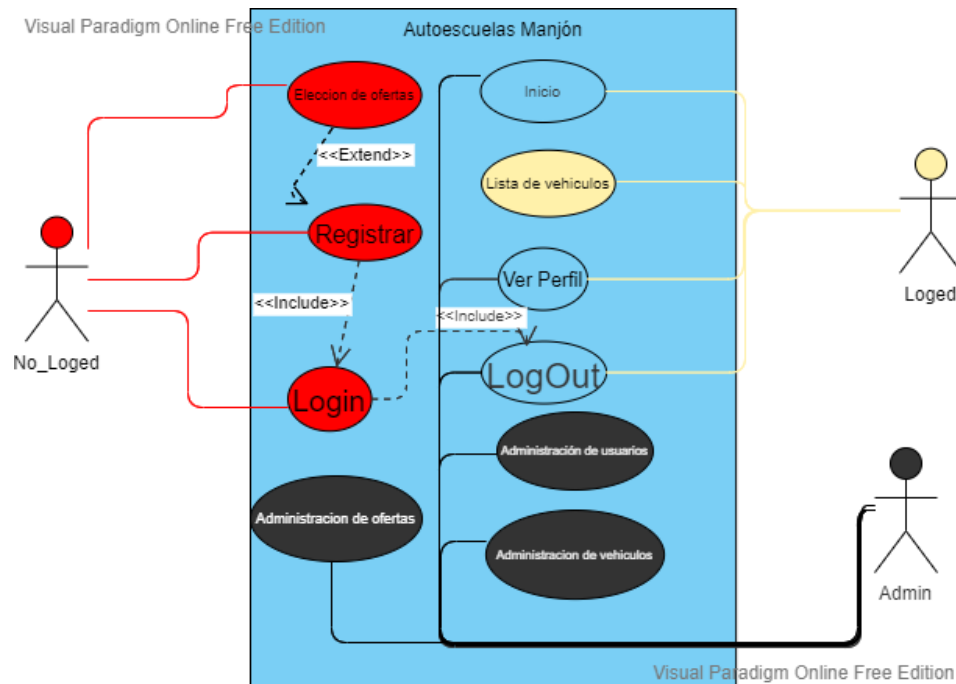 Visual Paradigm Online Free Edition
Autoescuelas Manjón
Eleccion de ofertas
Inicio
<<Extend>>
Lista de vehiculos
Registrar
Ver Perfil
Loged
<<Include>>
<<Include>>
No_Loged
LogOut
Login
Administración de usuarios
Administracion de ofertas
Administracion de vehiculos
Admin
Visual Paradigm Online Free Edition